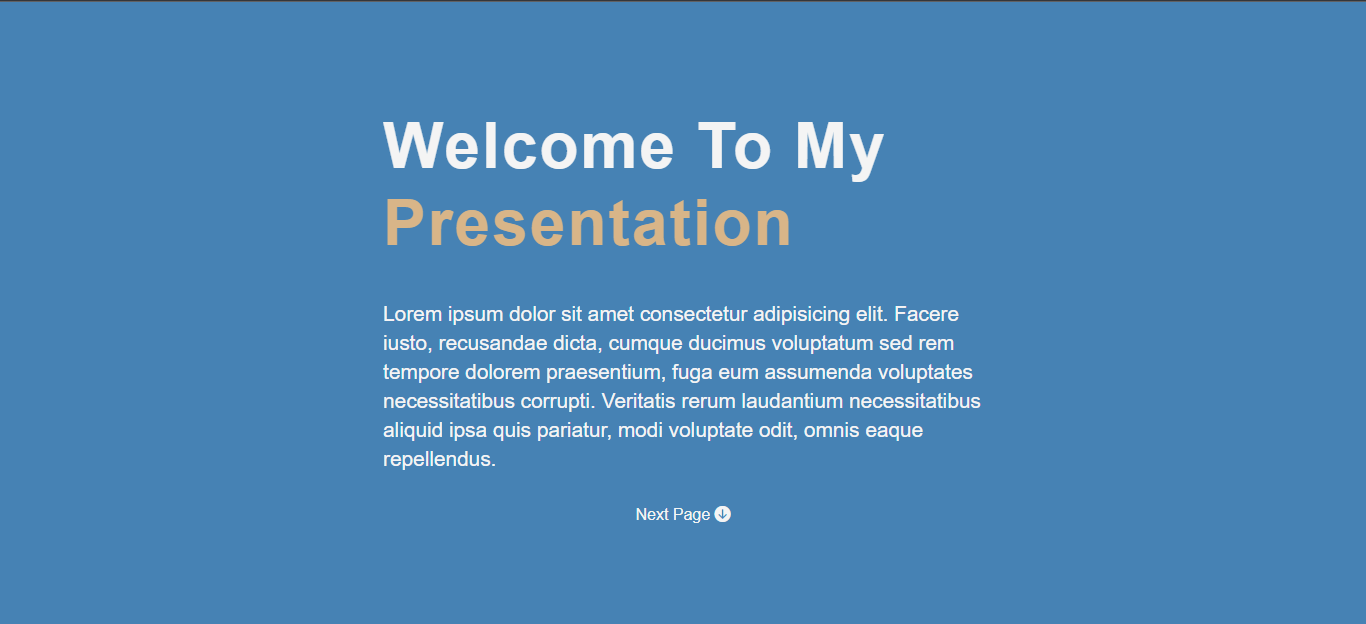 Welcome To My
Presentation
Lorem ipsum dolor sit amet consectetur adipisicing elit. Facere
iusto, recusandae dicta, cumque ducimus voluptatum sed rem
tempore dolorem praesentium, fuga eum assumenda voluptates
necessitatibus corrupti. Veritatis rerum laudantium necessitatibus
aliquid ipsa quis pariatur, modi voluptate odit, omnis eaque
repellendus.
Next Page